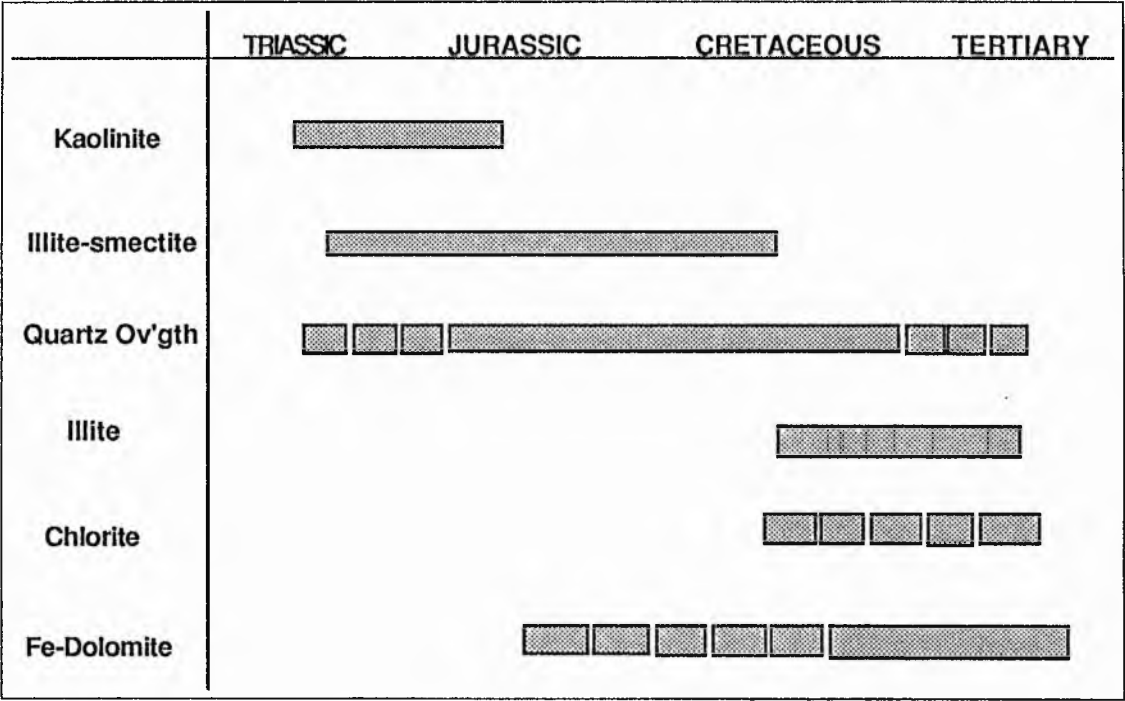 TRIASSIC JURASSIC CRETACEOUS TERTIARY
Kaolinite
Illite-smectite
Quartz Ov'gth
Illite
Chlorite
Fe-Dolomite